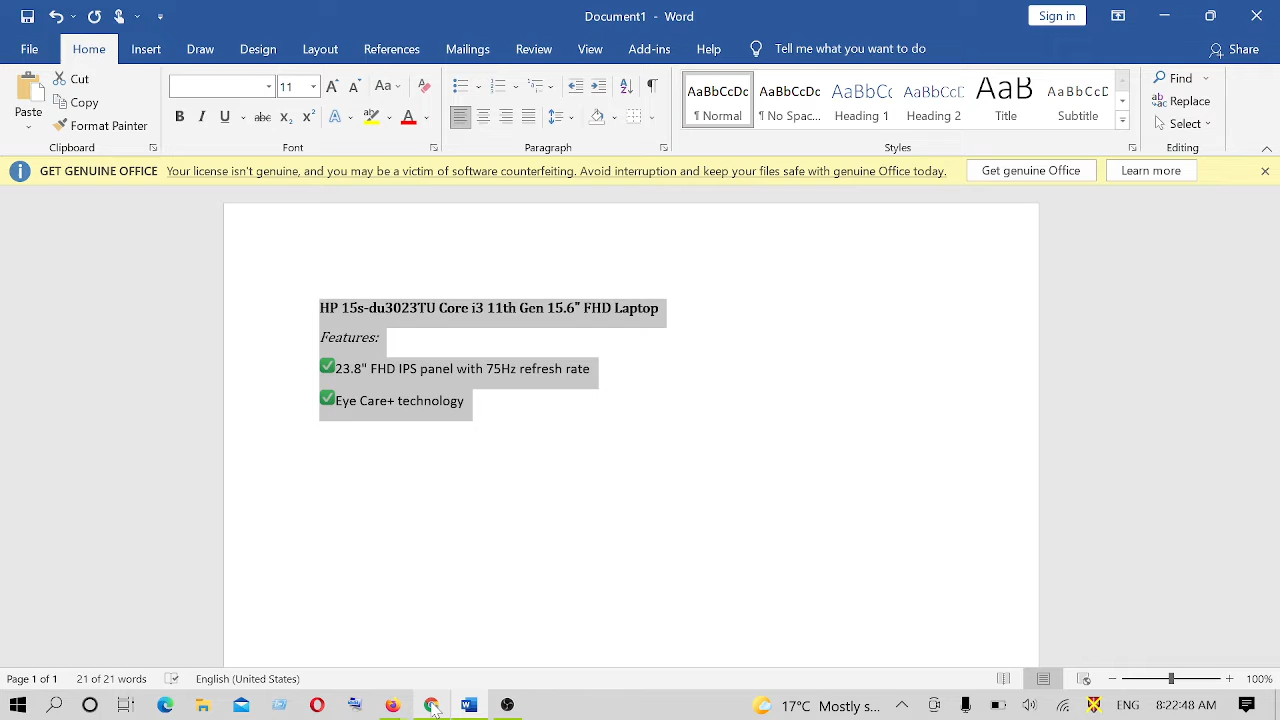 Document1 - Word
Sign in
File Home Insert Draw Design Layout References Mailings Review View Add-ins Help Tell me what you want to do Share
Paste
Cut
Copy
Format Painter
Clipboard
11
Font
Paragraph
AaBbCcDc AaBbCcDc AaBbCc AaBbCcC AaB AaBbCcD
¶ Normal ¶ No Spac... Heading 1 Heading 2 Title Subtitle
Styles
Find
Replace
Select
Editing
GET GENUINE OFFICE Your license isn't genuine, and you may be a victim of software counterfeiting. Avoid interruption and keep your files safe with genuine Office today. Get genuine Office Learn more
HP 15s-du3023TU Core i3 11th Gen 15.6" FHD Laptop
Features:
✅23.8" FHD IPS panel with 75Hz refresh rate
✅Eye Care+ technology
Page 1 of 1 21 of 21 words English (United States) 100%
17°C Mostly s... ENG 8:22:48 AM